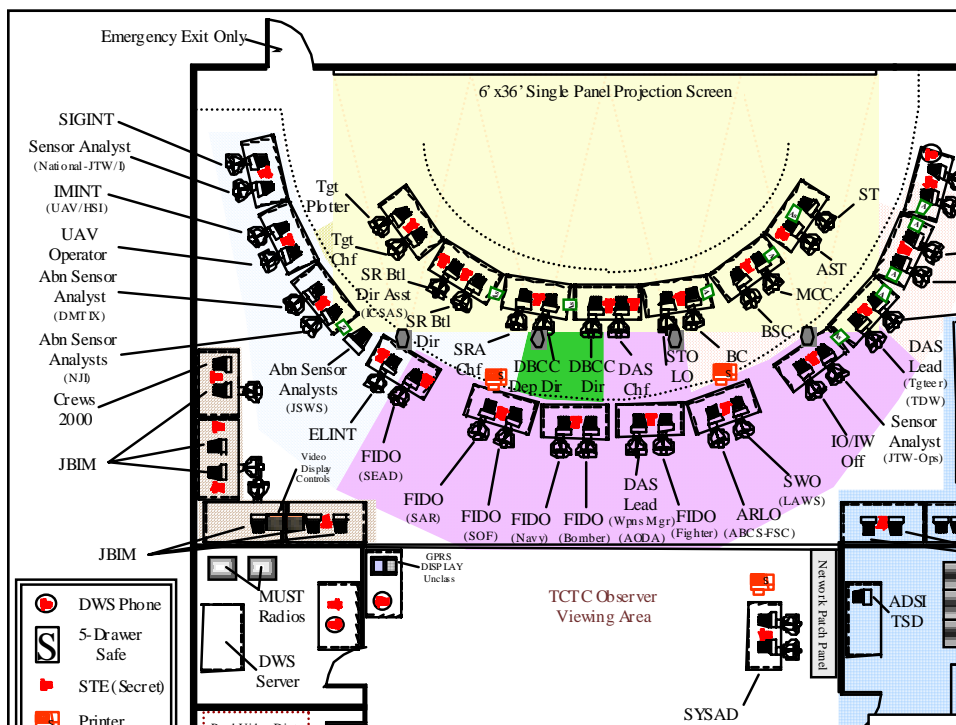 Emergency Exit Only
6’ x36’ Single Panel Projection Screen
SIGINT
Sensor Analyst
(National-JTW/I)
IMINT
(UAV/HSI)
UAV
Operator
Abn Sensor
Analyst
(DMTIX)
Abn Sensor
Analysts
(NJI)
Crews
2000
JBIM
JBIM
Tgt
Plotter
Tgt
Chf
SR Btl
Dir Asst
(IC-SAS)
SR Btl
Dir
SRA
Chf
DBCC
Dep Dir
DBCC
Dir
DAS
Chf
STO
LO
BC
BSC
MCC
AST
ST
Abn Sensor
Analysts
(JSWS)
ELINT
FIDO
(SEAD)
FIDO
(SAR)
FIDO
(SOF)
FIDO
(Navy)
FIDO
(Bomber)
DAS
Lead
(Wpns Mgr)
(AODA)
FIDO
(Fighter)
ARLO
(ABCS-FSC)
SWO
(LAWS)
IO/IW
Off
Sensor
Analyst
(JTW-Ops)
DAS
Lead
(Tgteer)
(TDW)
Video
Display
Controls
GPRS
DISPLAY
Unclass
MUST
Radios
DWS
Server
TCTC Observer
Viewing Area
Network Patch Panel
ADSI
TSD
SYSAD
DWS Phone
S
5-Drawer
Safe
STE (Secret)
S
Printer